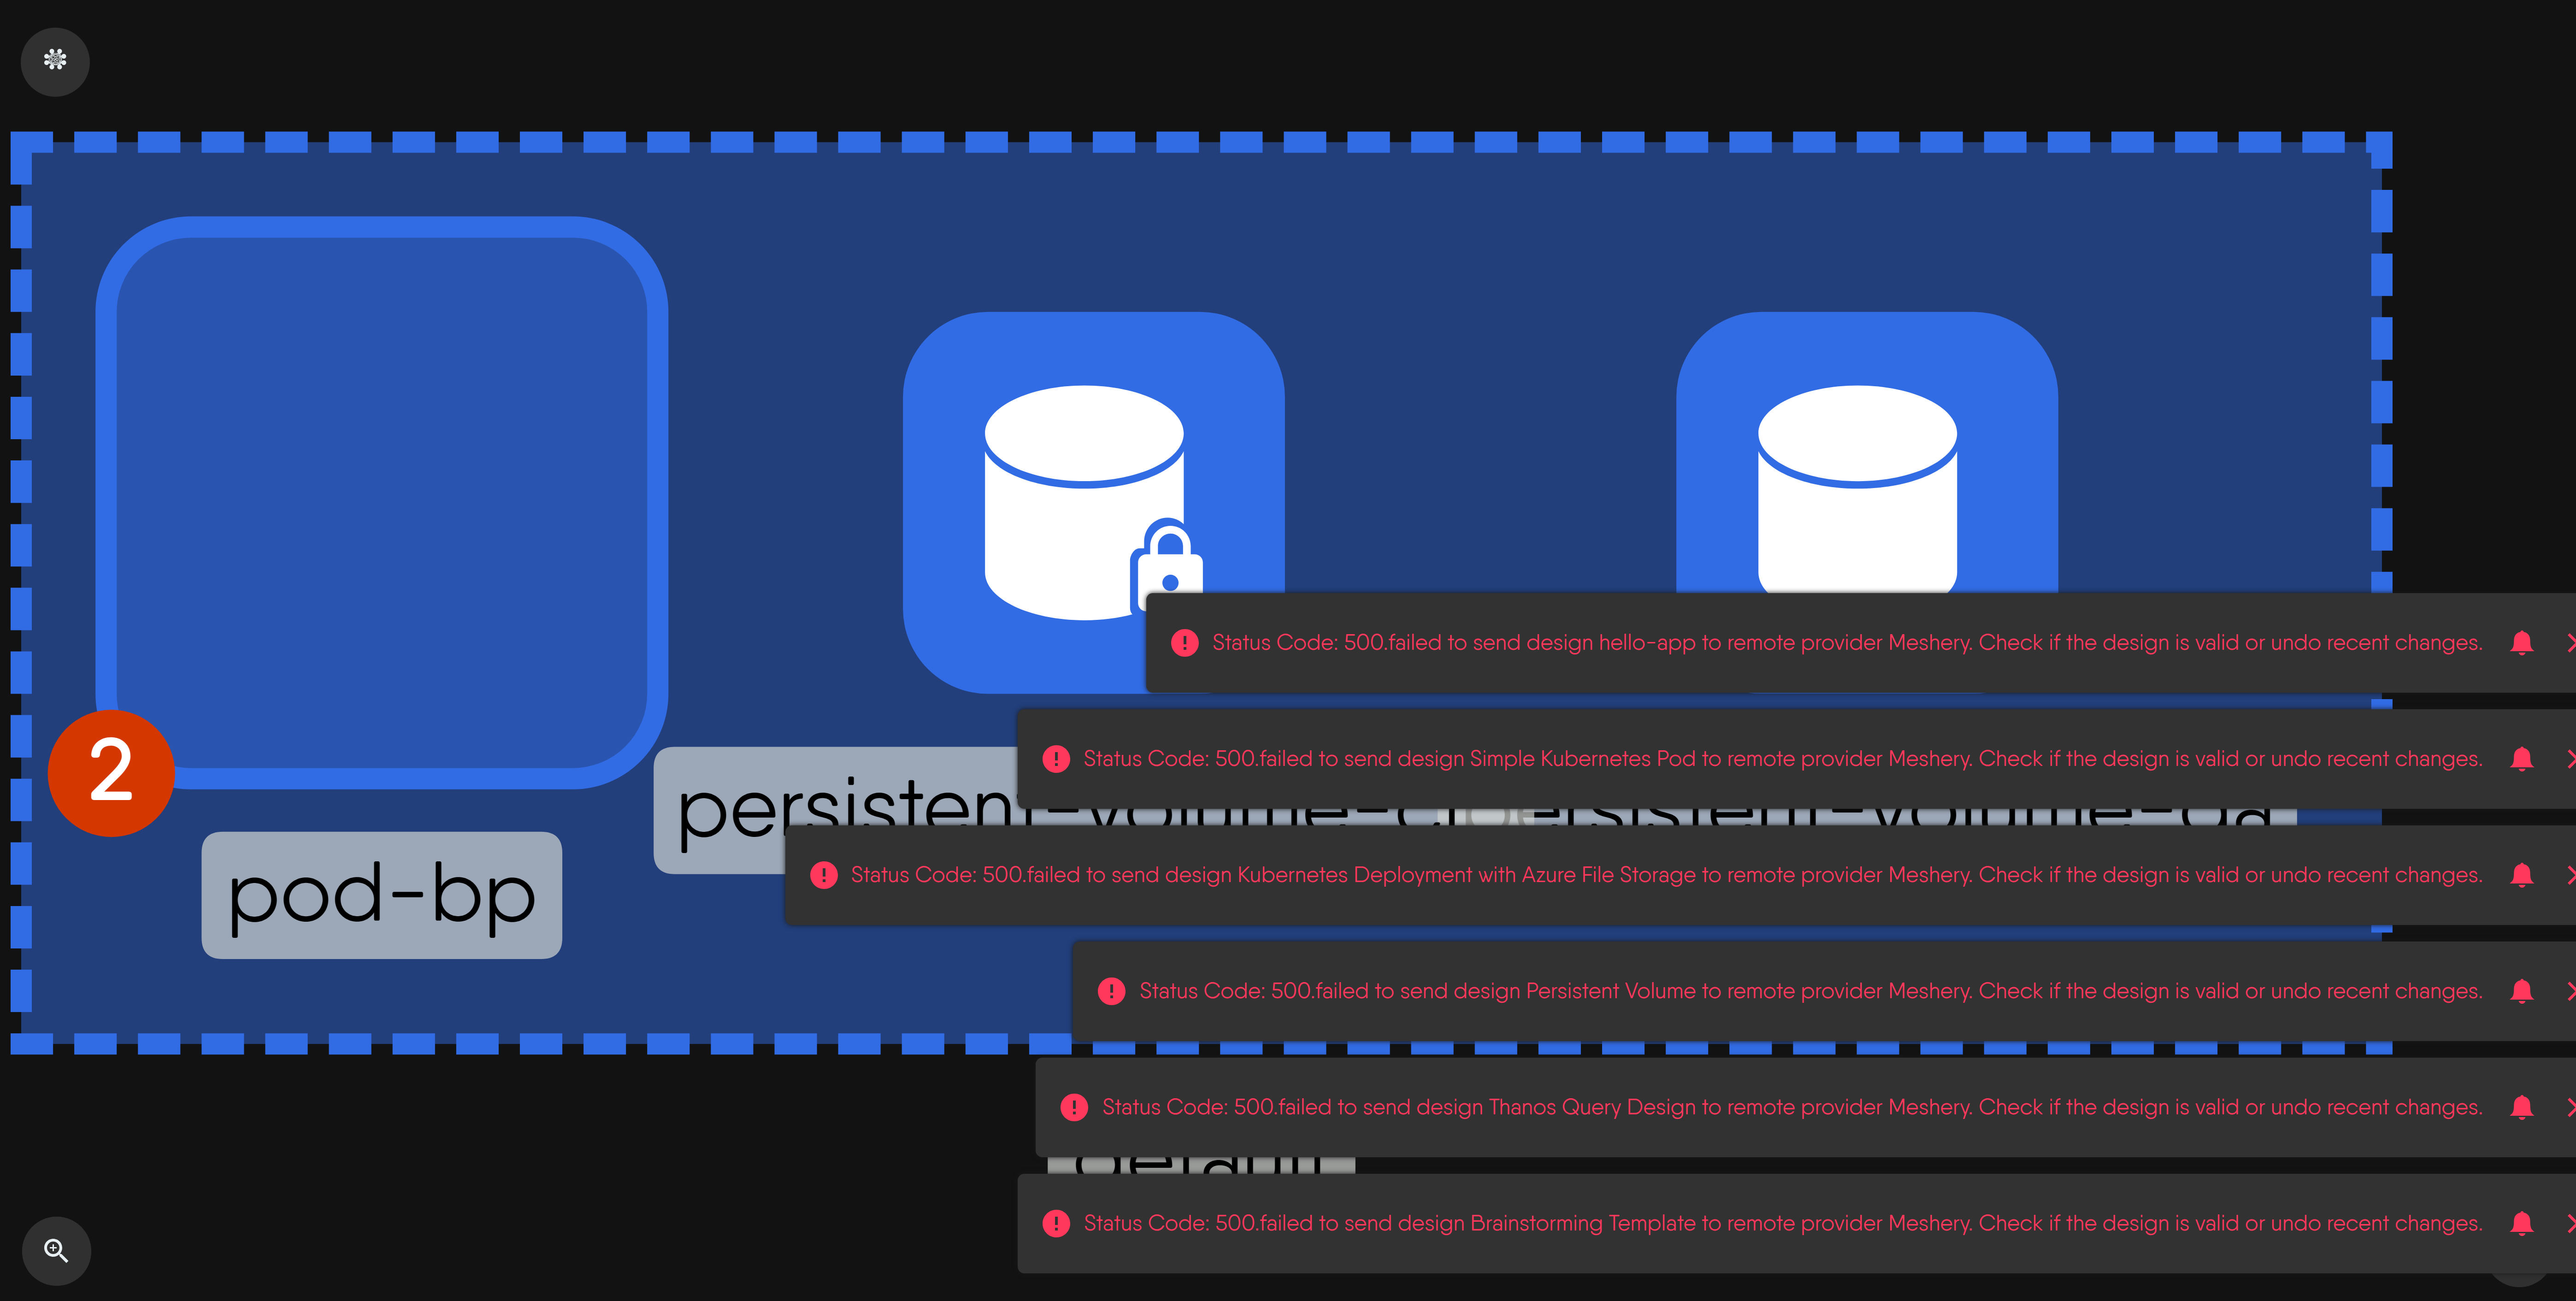 Status Code: 500.failed to send design hello-app to remote provider Meshery. Check if the design is valid or undo recent changes.
Status Code: 500.failed to send design Simple Kubernetes Pod to remote provider Meshery. Check if the design is valid or undo recent changes.
2
persistent-volume-cl
persistent-volume-ba
Status Code: 500.failed to send design Kubernetes Deployment with Azure File Storage to remote provider Meshery. Check if the design is valid or undo recent changes.
pod-bp
Status Code: 500.failed to send design Persistent Volume to remote provider Meshery. Check if the design is valid or undo recent changes.
Status Code: 500.failed to send design Thanos Query Design to remote provider Meshery. Check if the design is valid or undo recent changes.
default
Status Code: 500.failed to send design Brainstorming Template to remote provider Meshery. Check if the design is valid or undo recent changes.